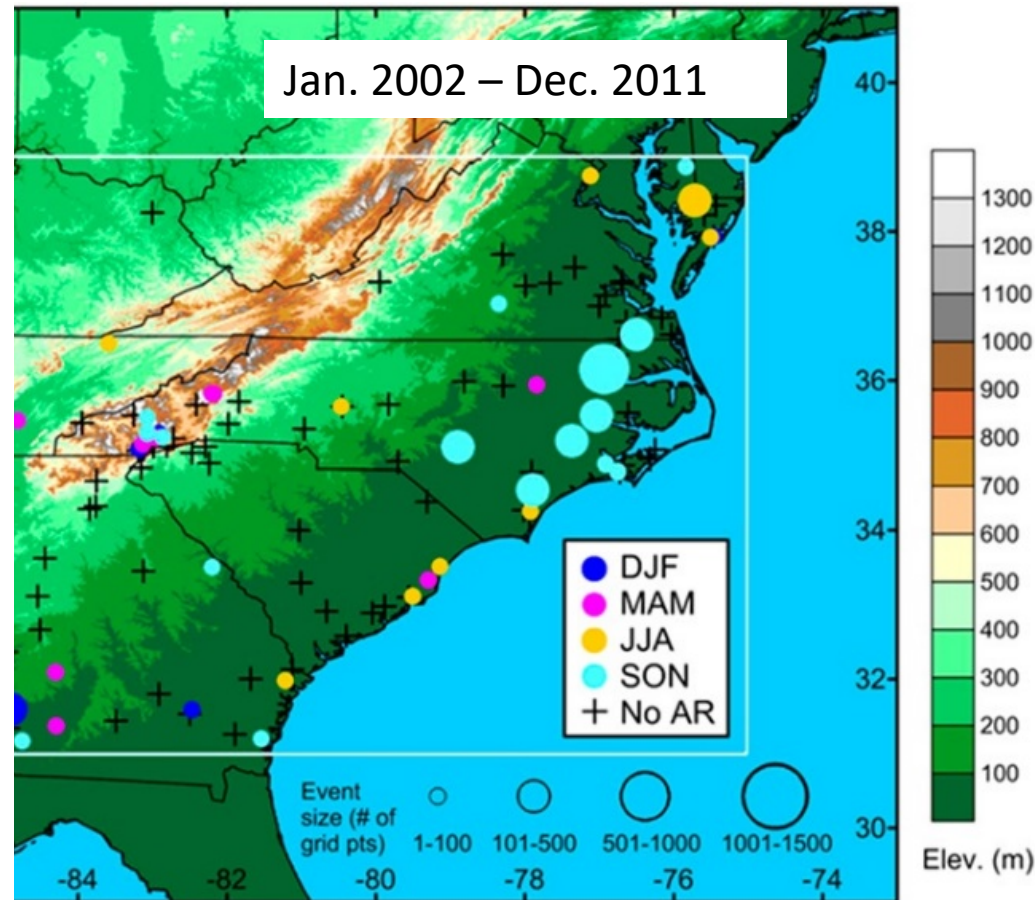 Jan. 2002 – Dec. 2011
40
38
36
34
32
30
-84
-82
-80
-78
-76
-74
DJF
MAM
JJA
SON
No AR
Event
size (# of
grid pts)
1-100
101-500
501-1000
1001-1500
1300
1200
1100
1000
900
800
700
600
500
400
300
200
100
Elev. (m)